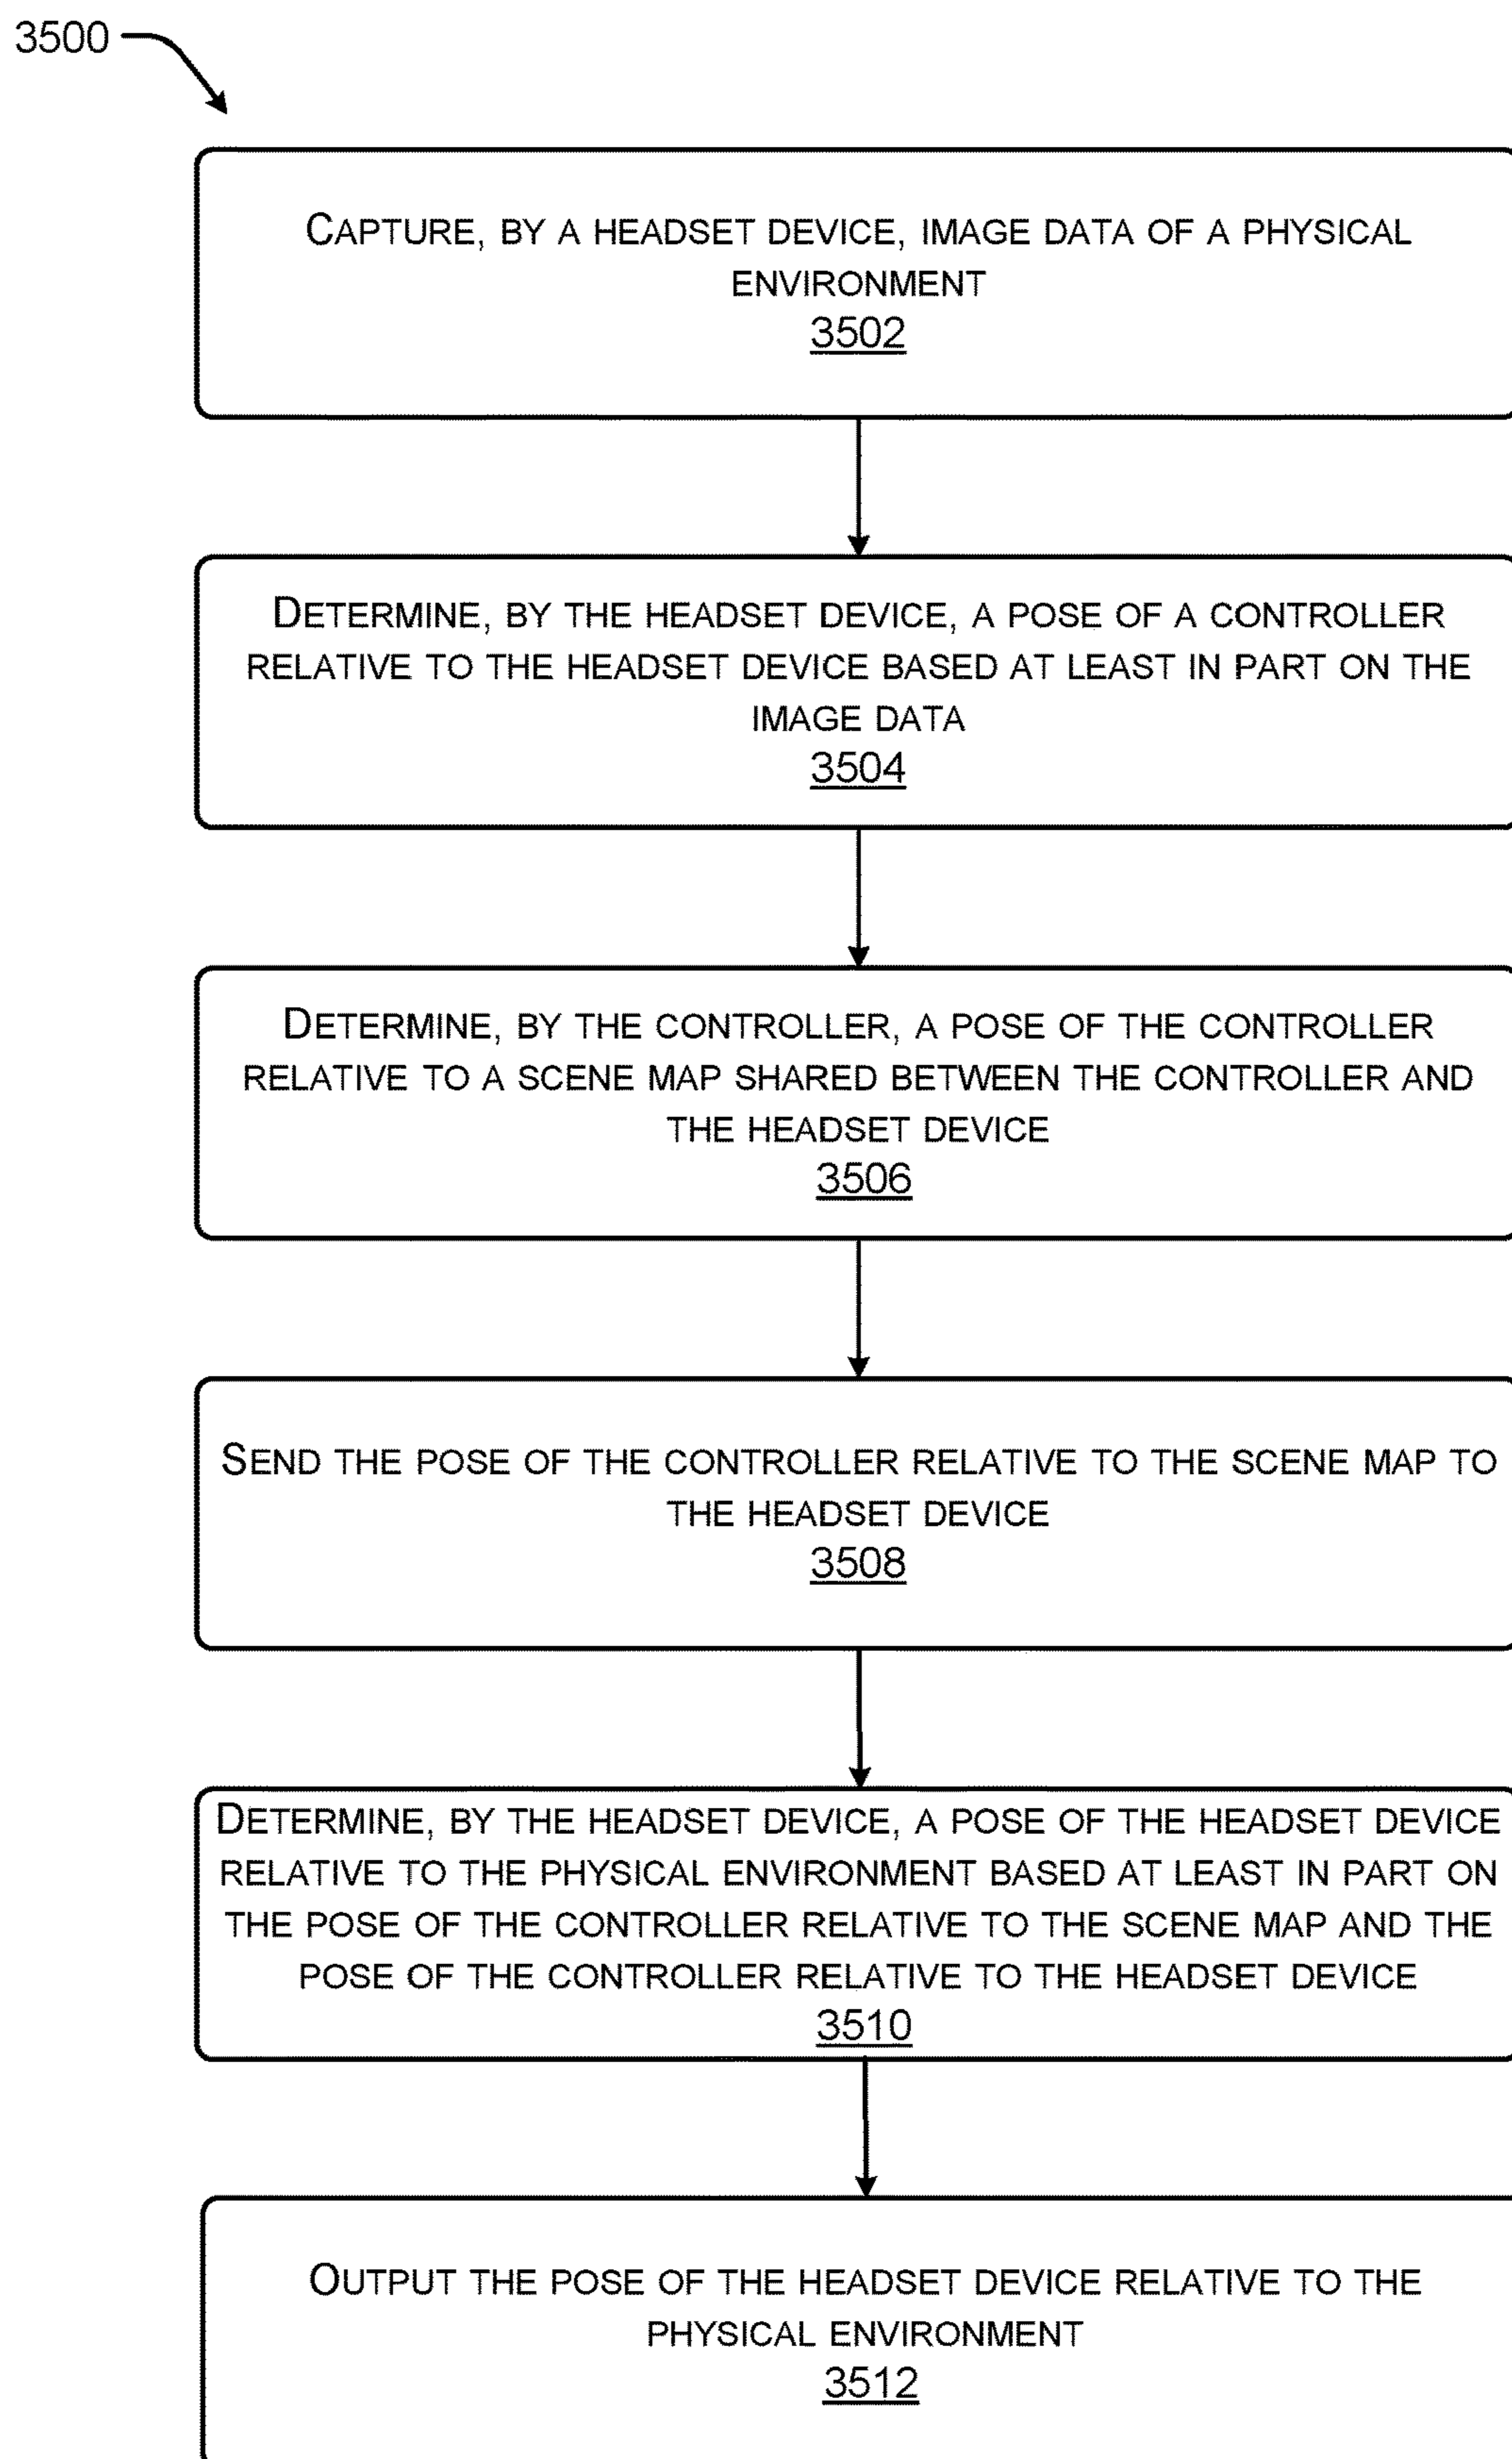 3500
CAPTURE, BY A HEADSET DEVICE, IMAGE DATA OF A PHYSICAL
ENVIRONMENT
3502
DETERMINE, BY THE HEADSET DEVICE, A POSE OF A CONTROLLER
RELATIVE TO THE HEADSET DEVICE BASED AT LEAST IN PART ON THE
IMAGE DATA
3504
DETERMINE, BY THE CONTROLLER, A POSE OF THE CONTROLLER
RELATIVE TO A SCENE MAP SHARED BETWEEN THE CONTROLLER AND
THE HEADSET DEVICE
3506
SEND THE POSE OF THE CONTROLLER RELATIVE TO THE SCENE MAP TO
THE HEADSET DEVICE
3508
DETERMINE, BY THE HEADSET DEVICE, A POSE OF THE HEADSET DEVICE
RELATIVE TO THE PHYSICAL ENVIRONMENT BASED AT LEAST IN PART ON
THE POSE OF THE CONTROLLER RELATIVE TO THE SCENE MAP AND THE
POSE OF THE CONTROLLER RELATIVE TO THE HEADSET DEVICE
3510
OUTPUT THE POSE OF THE HEADSET DEVICE RELATIVE TO THE
PHYSICAL ENVIRONMENT
3512